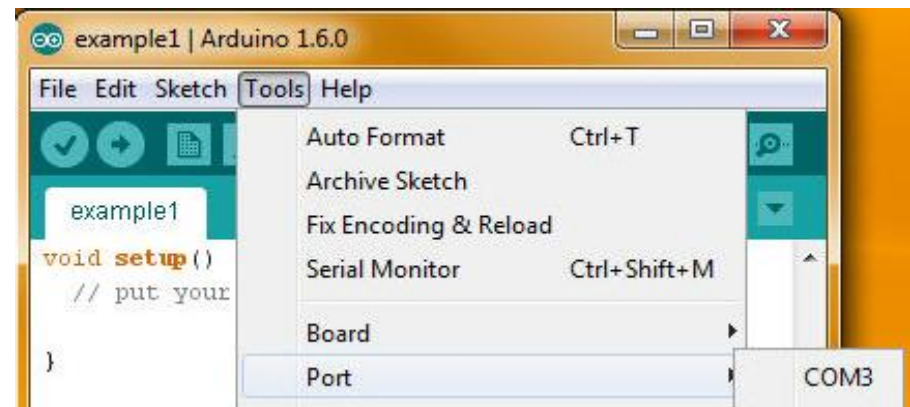 example1 | Arduino 1.6.0
File Edit Sketch Tools Help
Auto Format Ctrl+T
Archive Sketch
example1
Fix Encoding & Reload
void setup()
Serial Monitor Ctrl+Shift+M
// put your
Board
}
Port
COM3